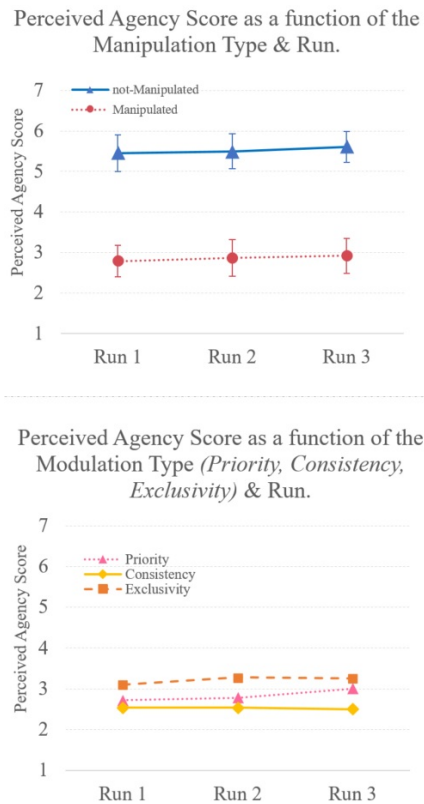 Perceived Agency Score as a function of the
Manipulation Type & Run.
7
6
5
4
3
2
1
Perceived Agency Score
not-Manipulated
Manipulated
Run 1
Run 2
Run 3
Perceived Agency Score as a function of the
Modulation Type (Priority, Consistency,
Exclusivity) & Run.
7
6
5
4
3
2
1
Perceived Agency Score
Priority
Consistency
Exclusivity
Run 1
Run 2
Run 3